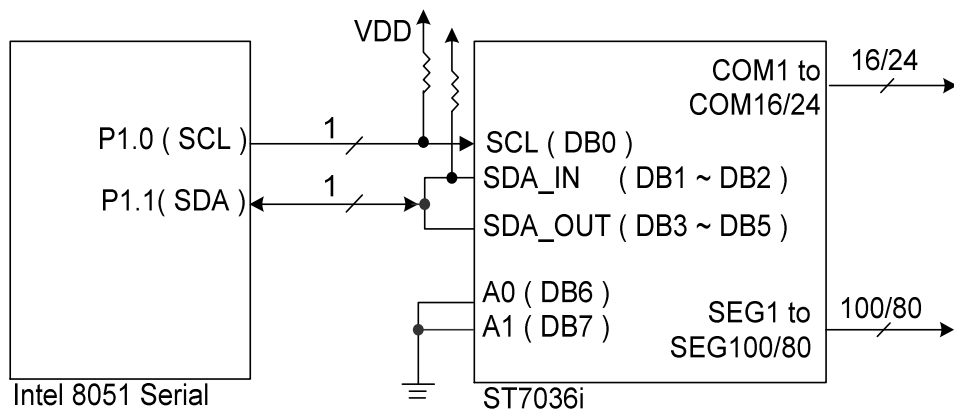 VDD
COM1 to
COM16/24
16/24
P1.0 ( SCL )
1
SCL ( DB0 )
SDA_IN ( DB1 ~ DB2 )
P1.1( SDA )
1
SDA_OUT ( DB3 ~ DB5 )
A0 ( DB6 )
A1 ( DB7 )
SEG1 to
SEG100/80
100/80
Intel 8051 Serial
ST7036i